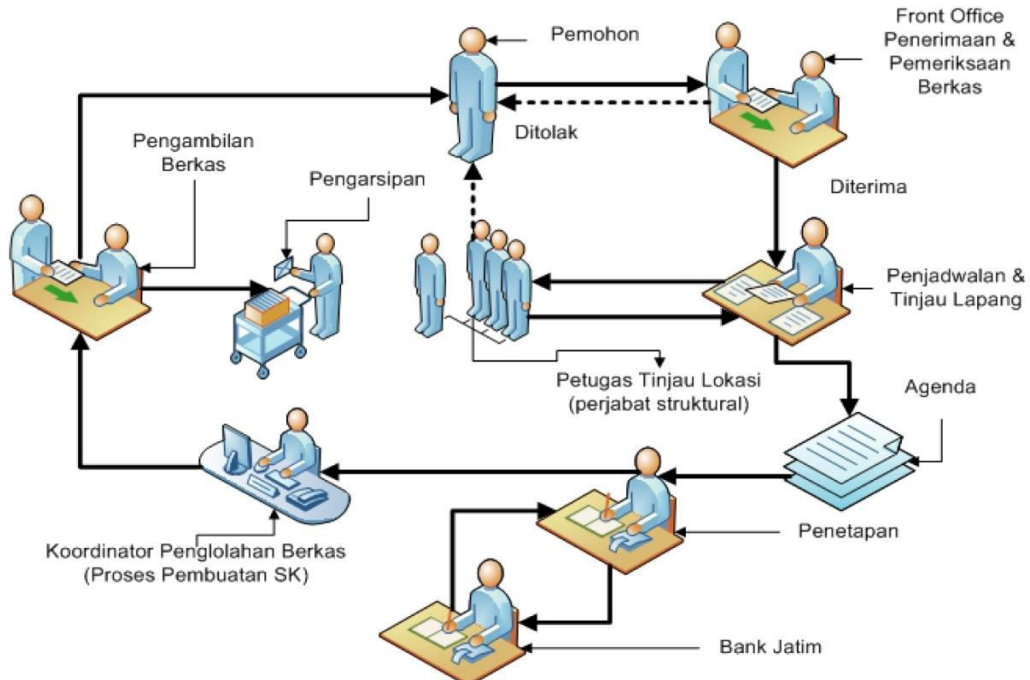 Pemohon
Front Office
Penerimaan &
Pemeriksaan
Berkas
Ditolak
Pengambilan
Berkas
Pengarsipan
Diterima
Penjadwalan &
Tinjau Lapang
Petugas Tinjau Lokasi
(perjabat struktural)
Agenda
Koordinator Penglolahan Berkas
(Proses Pembuatan SK)
Penetapan
Bank Jatim